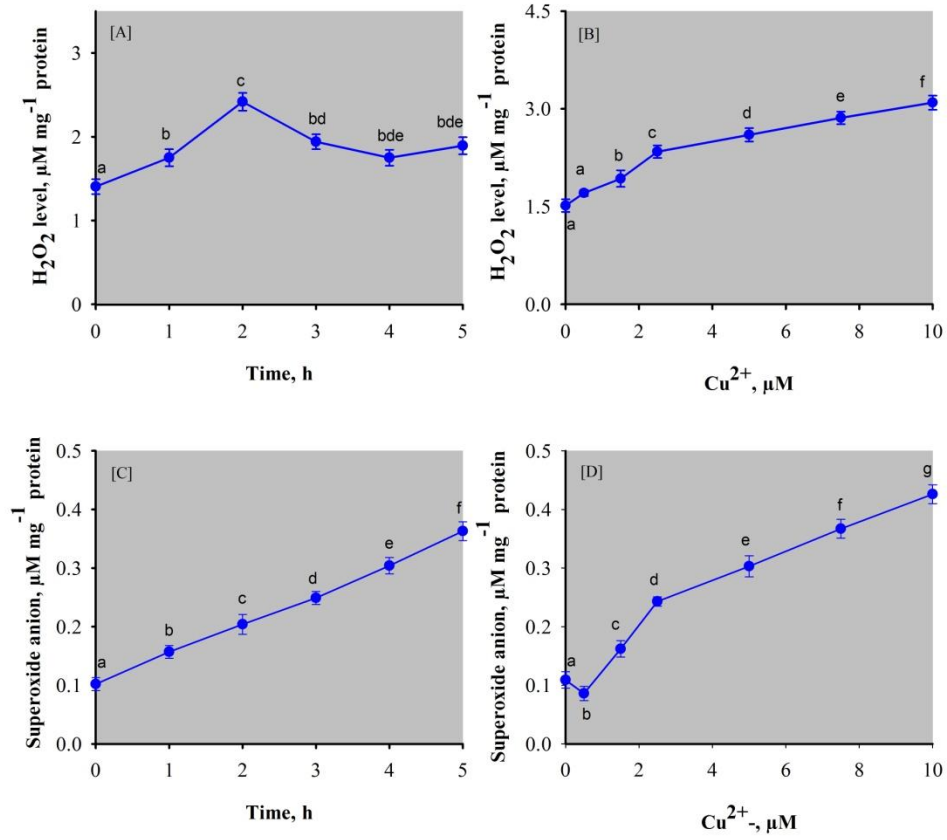 [A]
H₂O₂ level, µM mg⁻¹ protein
3
2
1
0
a
b
c
bd
bde
bde
0 1 2 3 4 5
Time, h
[B]
H₂O₂ level, µM mg⁻¹ protein
4.5
3.0
1.5
0.0
a
a
b
c
d
e
f
0 2 4 6 8 10
Cu²⁺, µM
[C]
Superoxide anion, µM mg⁻¹ protein
0.5
0.4
0.3
0.2
0.1
0.0
a
b
c
d
e
f
0 1 2 3 4 5
Time, h
[D]
Superoxide anion, µM mg⁻¹ protein
0.5
0.4
0.3
0.2
0.1
0.0
a
b
c
d
e
f
g
0 2 4 6 8 10
Cu²⁺-, µM